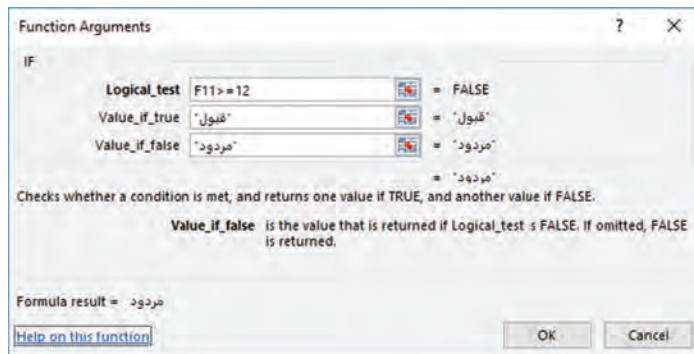 Function Arguments ? ×
IF
Logical_test F11>=12 = FALSE
Value_if_true "قبول" = "قبول"
Value_if_false "مردود" = "مردود"
= "مردود"
Checks whether a condition is met, and returns one value if TRUE, and another value if FALSE.
Value_if_false is the value that is returned if Logical_test s FALSE. If omitted, FALSE
is returned.
Formula result = مردود
Help on this function OK Cancel